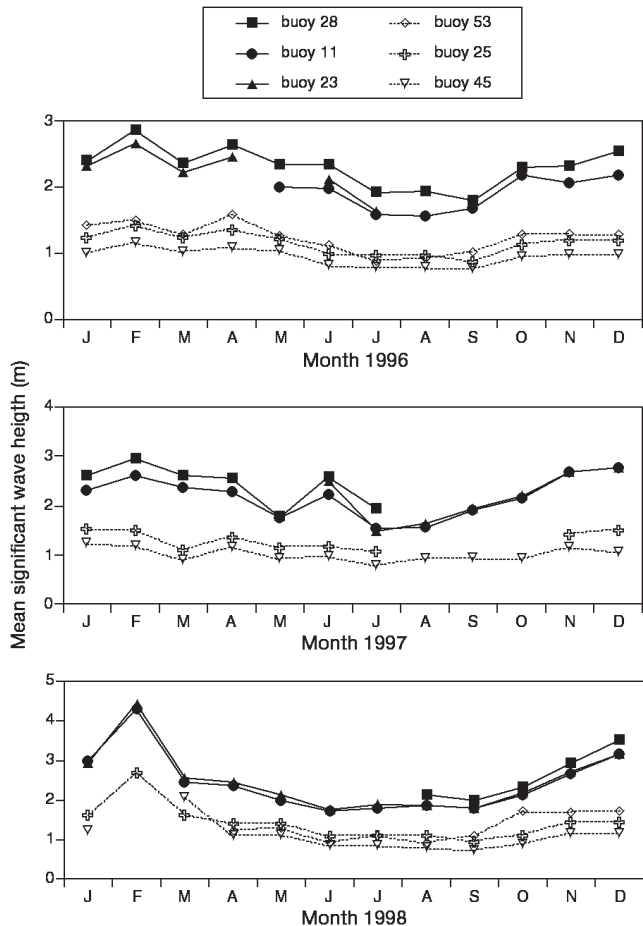 buoy 28 buoy 53
buoy 11 buoy 25
buoy 23 buoy 45
3
2
1
0
J F M A M J J A S O N D
Month 1996
Mean significant wave heigth (m)
4
3
2
1
0
J F M A M J J A S O N D
Month 1997
5
4
3
2
1
0
J F M A M J J A S O N D
Month 1998